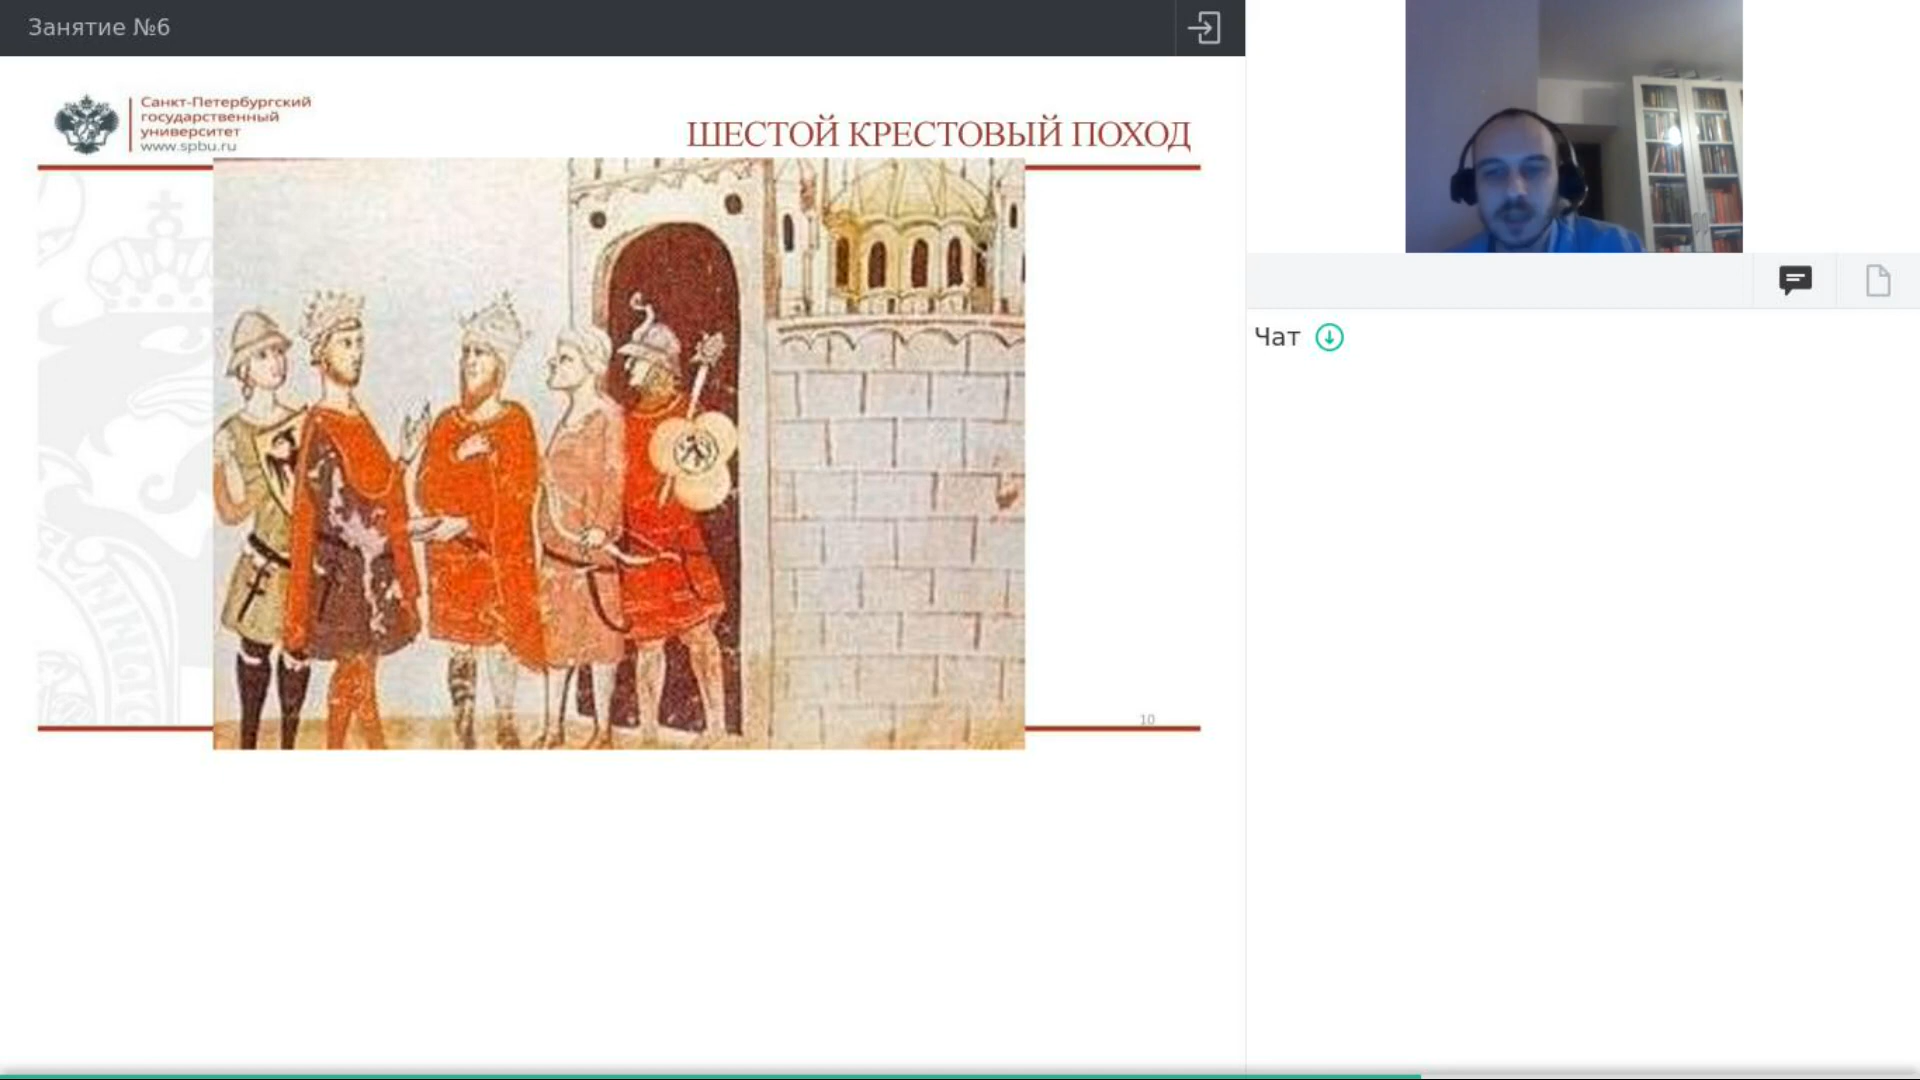 Занятие №6
Санкт-Петербургский
государственный
университет
www.spbu.ru
ШЕСТОЙ КРЕСТОВЫЙ ПОХОД
10
Чат